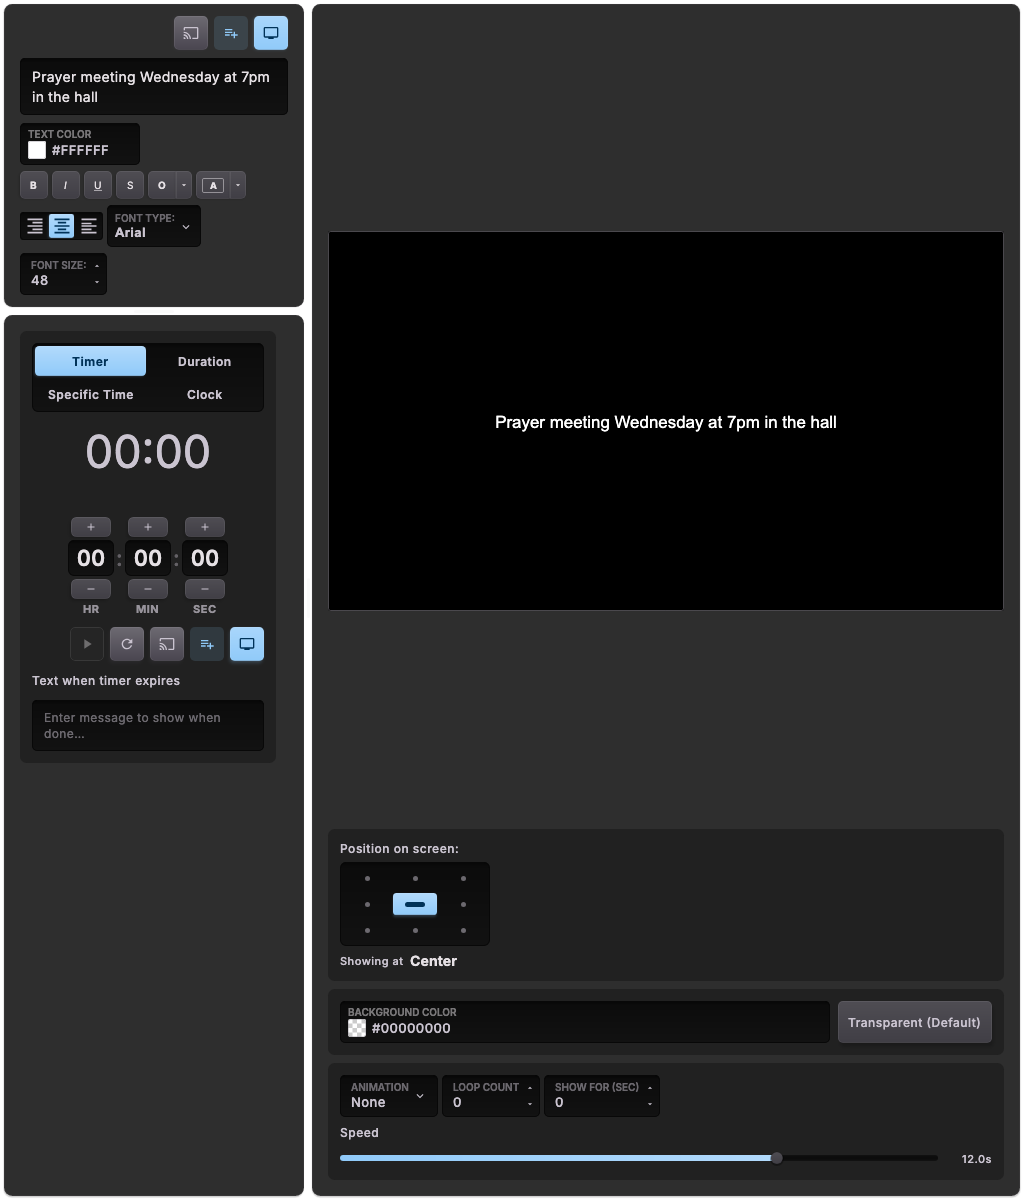 Prayer meeting Wednesday at 7pm
in the hall
TEXT COLOR
#FFFFFF
B I U S O A
FONT TYPE:
Arial
FONT SIZE:
48
Timer
Duration
Specific Time
Clock
00:00
+ + +
00 : 00 : 00
− − −
HR MIN SEC
Text when timer expires
Enter message to show when
done...
Prayer meeting Wednesday at 7pm in the hall
Position on screen:
Showing at Center
BACKGROUND COLOR
#00000000
Transparent (Default)
ANIMATION
None
LOOP COUNT
0
SHOW FOR (SEC)
0
Speed
12.0s